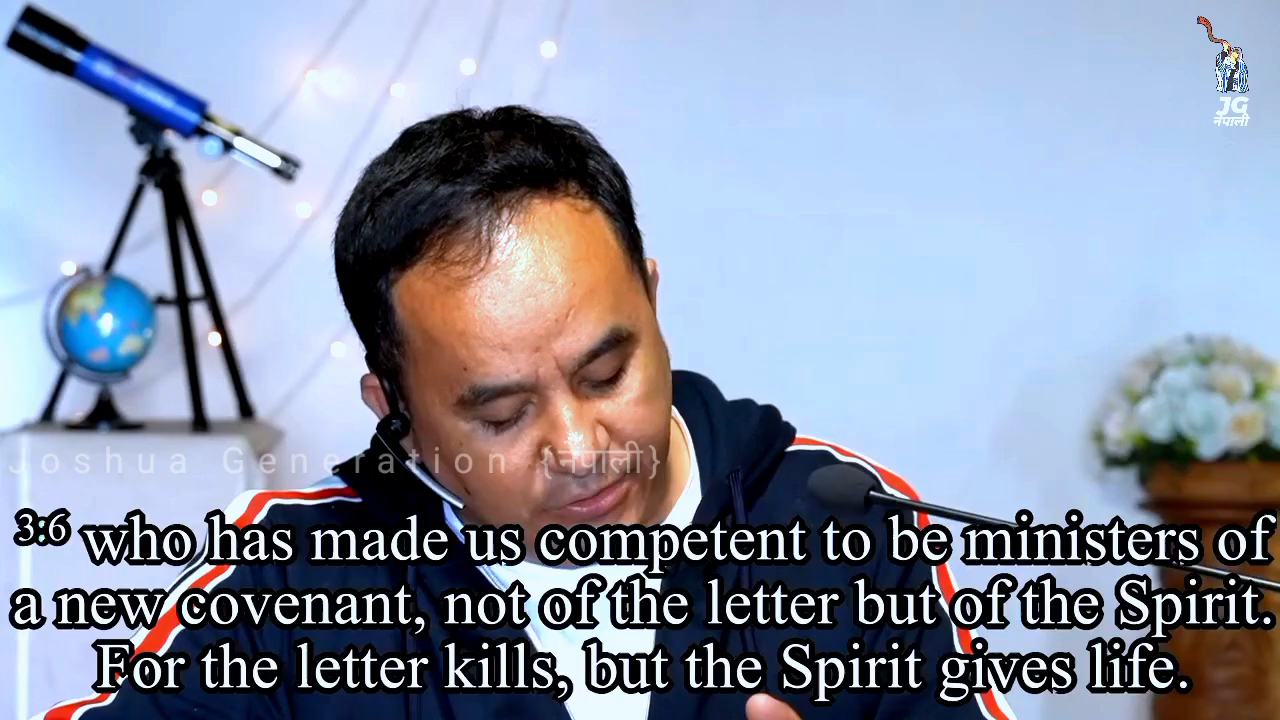 JG
नेपाली
Joshua Generation {नेपाली}
3:6 who has made us competent to be ministers of
a new covenant, not of the letter but of the Spirit.
For the letter kills, but the Spirit gives life.